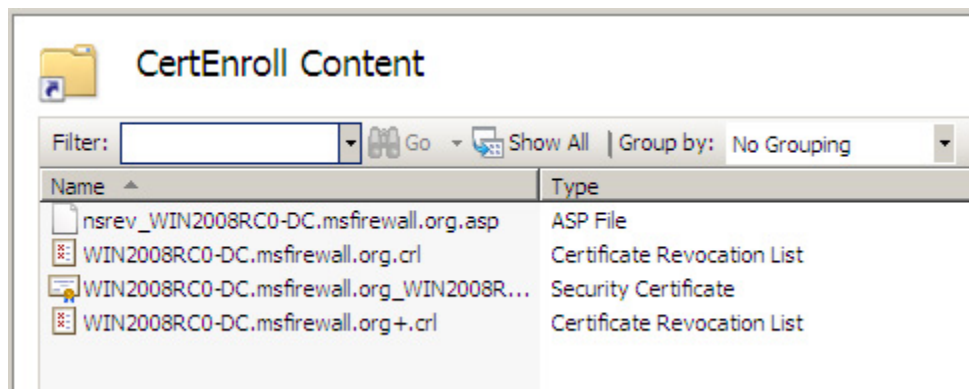 CertEnroll Content
Filter: Go Show All Group by: No Grouping
Name Type
nsrev_WIN2008RC0-DC.msfirewall.org.asp ASP File
WIN2008RC0-DC.msfirewall.org.crl Certificate Revocation List
WIN2008RC0-DC.msfirewall.org_WIN2008R... Security Certificate
WIN2008RC0-DC.msfirewall.org+.crl Certificate Revocation List